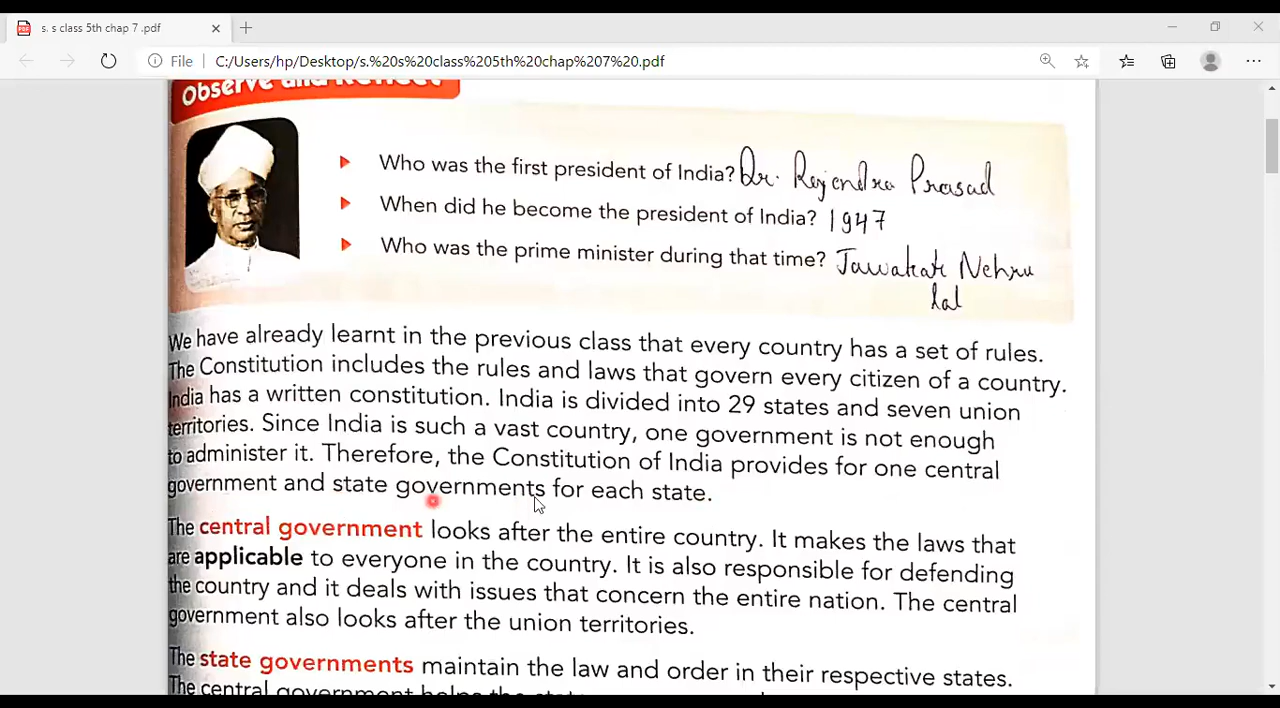 s. s class 5th chap 7 .pdf
File C:/Users/hp/Desktop/s.%20s%20class%205th%20chap%207%20.pdf
Observe and Reflect
Who was the first president of India? Dr. Rajendra Prasad
When did he become the president of India? 1947
Who was the prime minister during that time? Jawahar Nehru
lal
We have already learnt in the previous class that every country has a set of rules.
The Constitution includes the rules and laws that govern every citizen of a country.
India has a written constitution. India is divided into 29 states and seven union
territories. Since India is such a vast country, one government is not enough
to administer it. Therefore, the Constitution of India provides for one central
government and state governments for each state.
The central government looks after the entire country. It makes the laws that
are applicable to everyone in the country. It is also responsible for defending
the country and it deals with issues that concern the entire nation. The central
government also looks after the union territories.
The state governments maintain the law and order in their respective states.
The central government helps the